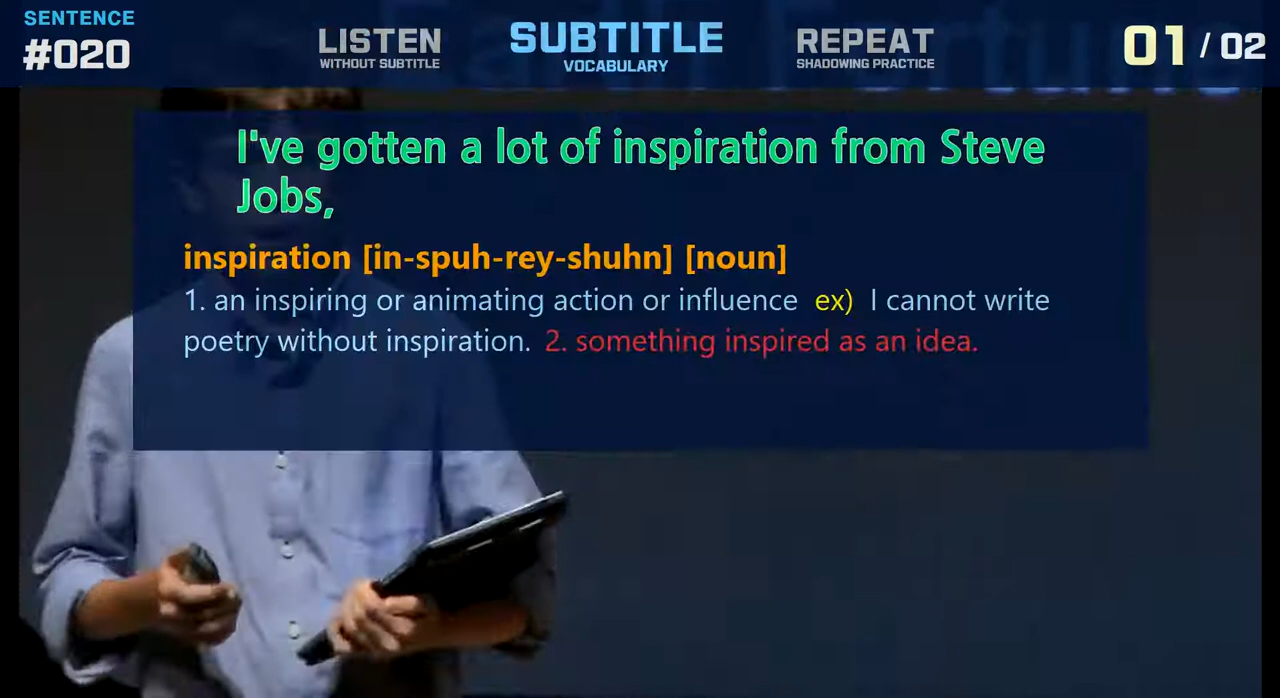 SENTENCE
#020
LISTEN
WITHOUT SUBTITLE
SUBTITLE
VOCABULARY
REPEAT
SHADOWING PRACTICE
01 / 02
I've gotten a lot of inspiration from Steve
Jobs,
inspiration [in-spuh-rey-shuhn] [noun]
1. an inspiring or animating action or influence ex) I cannot write
poetry without inspiration. 2. something inspired as an idea.